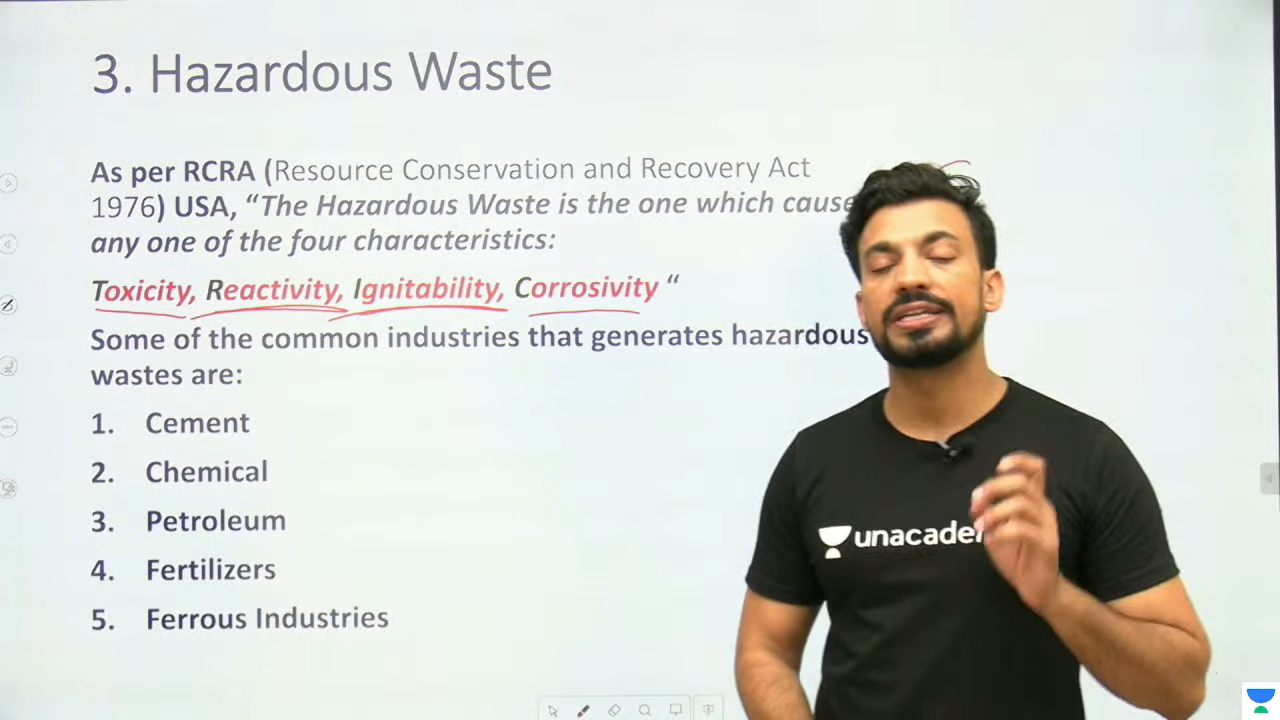 3. Hazardous Waste
As per RCRA (Resource Conservation and Recovery Act
1976) USA, “The Hazardous Waste is the one which cause
any one of the four characteristics:
Toxicity, Reactivity, Ignitability, Corrosivity “
Some of the common industries that generates hazardous
wastes are:
1. Cement
2. Chemical
3. Petroleum
4. Fertilizers
5. Ferrous Industries
unacade